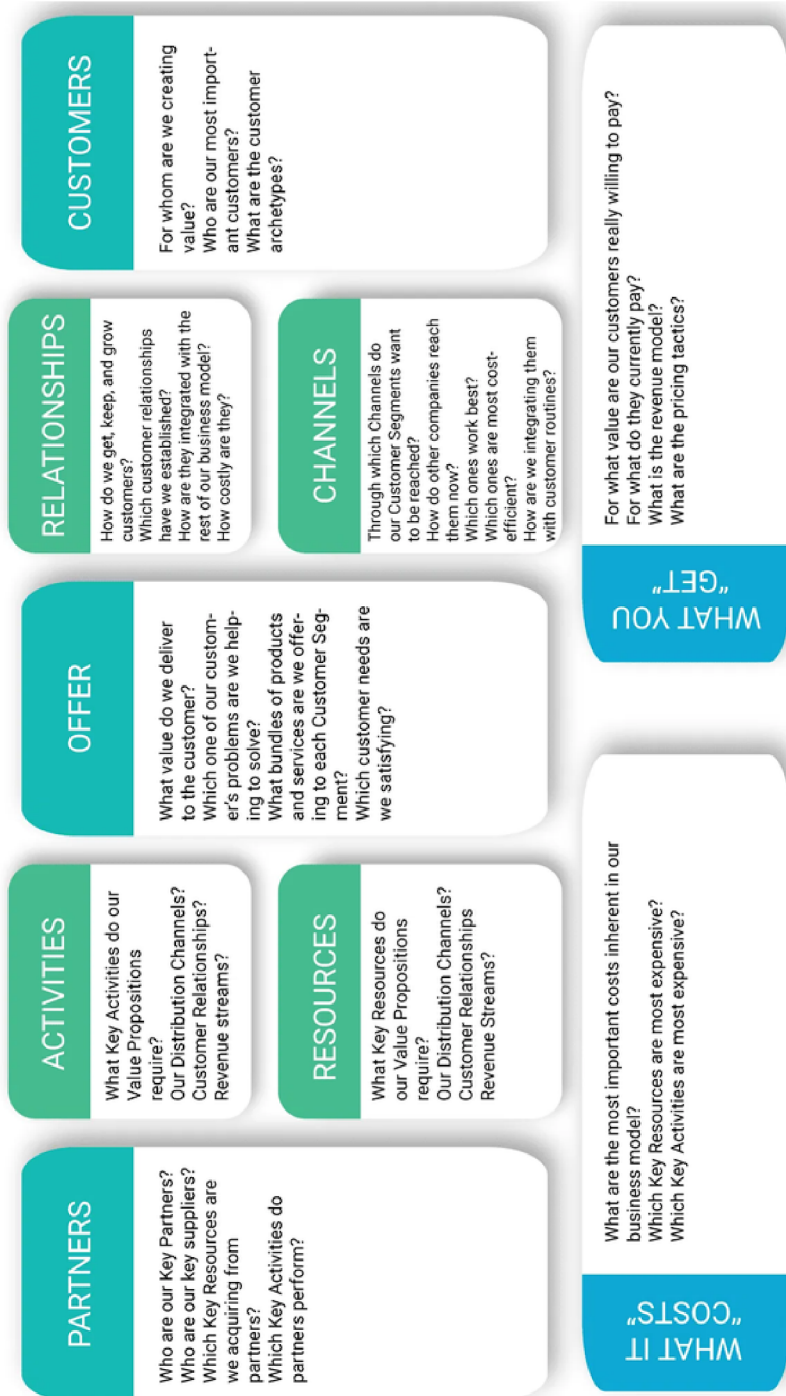 PARTNERS
Who are our Key Partners?
Who are our key suppliers?
Which Key Resources are
we acquiring from
partners?
Which Key Activities do
partners perform?
ACTIVITIES
What Key Activities do our
Value Propositions
require?
Our Distribution Channels?
Customer Relationships?
Revenue streams?
RESOURCES
What Key Resources do
our Value Propositions
require?
Our Distribution Channels?
Customer Relationships
Revenue Streams?
OFFER
What value do we deliver
to the customer?
Which one of our custom-
er's problems are we help-
ing to solve?
What bundles of products
and services are we offer-
ing to each Customer Seg-
ment?
Which customer needs are
we satisfying?
RELATIONSHIPS
How do we get, keep, and grow
customers?
Which customer relationships
have we established?
How are they integrated with the
rest of our business model?
How costly are they?
CHANNELS
Through which Channels do
our Customer Segments want
to be reached?
How do other companies reach
them now?
Which ones work best?
Which ones are most cost-
efficient?
How are we integrating them
with customer routines?
CUSTOMERS
For whom are we creating
value?
Who are our most import-
ant customers?
What are the customer
archetypes?
WHAT IT
"COSTS"
What are the most important costs inherent in our
business model?
Which Key Resources are most expensive?
Which Key Activities are most expensive?
WHAT YOU
"GET"
For what value are our customers really willing to pay?
For what do they currently pay?
What is the revenue model?
What are the pricing tactics?